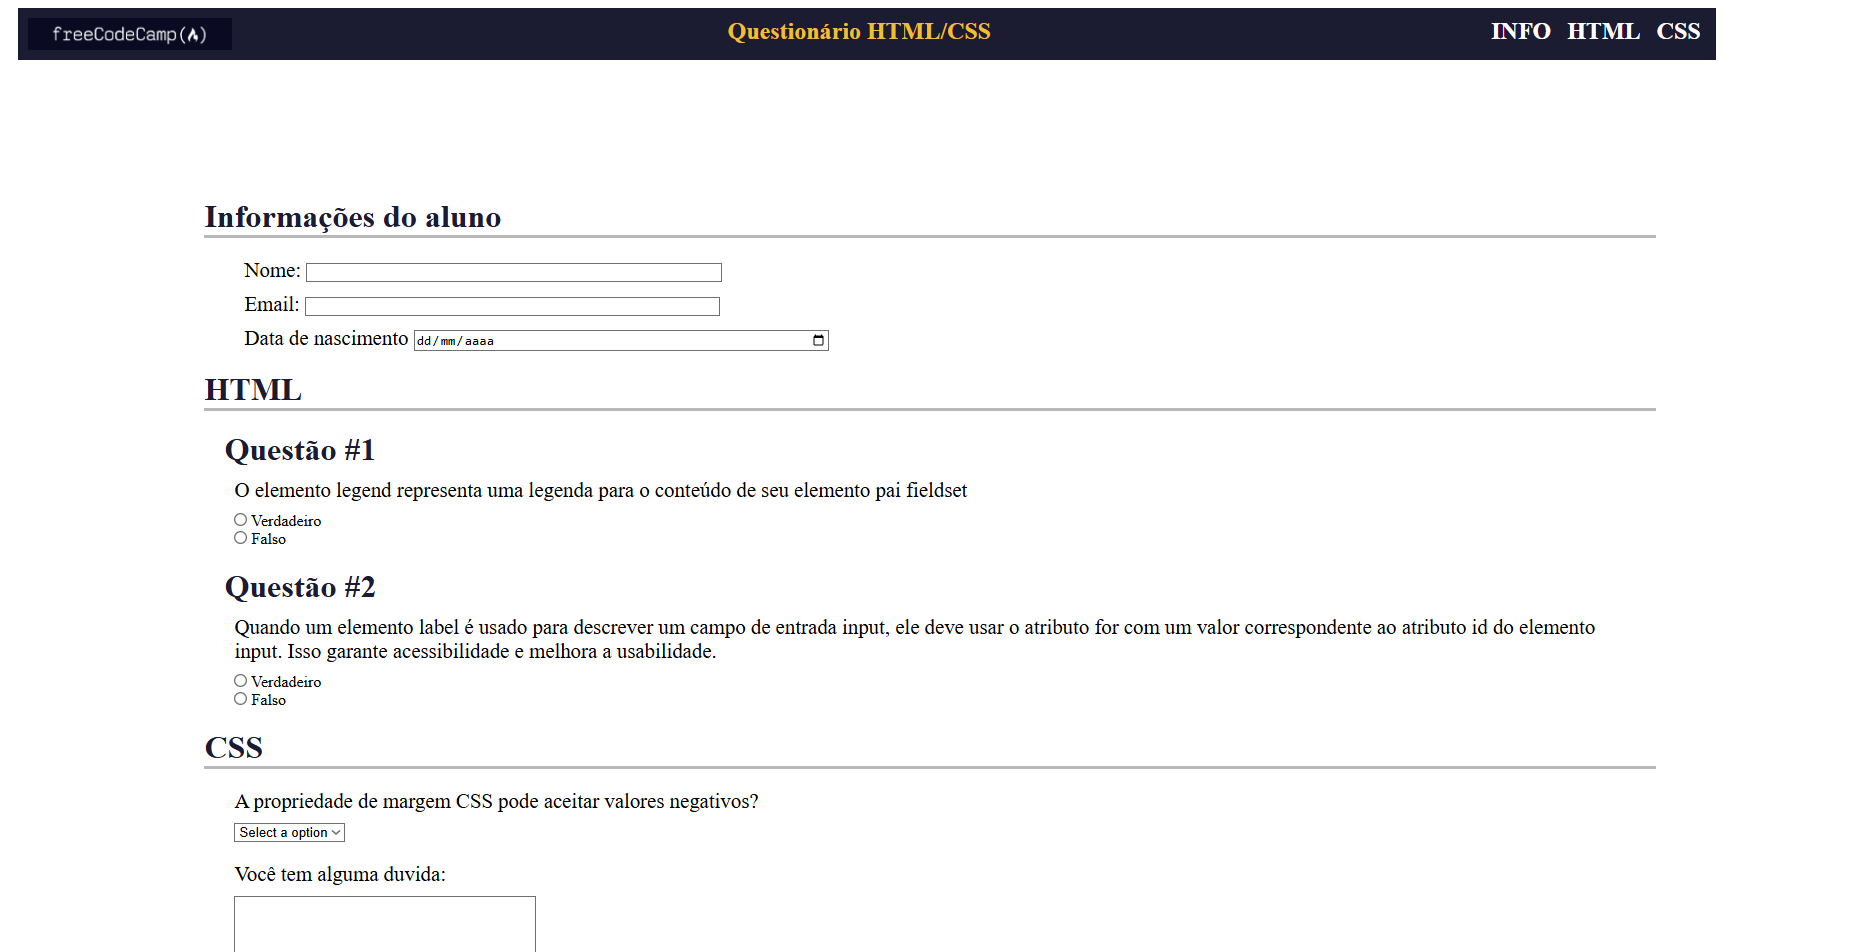 freeCodeCamp(🔥)
Questionário HTML/CSS
INFO HTML CSS
Informações do aluno
Nome:
Email:
Data de nascimento dd/mm/aaaa
HTML
Questão #1
O elemento legend representa uma legenda para o conteúdo de seu elemento pai fieldset
Verdadeiro
Falso
Questão #2
Quando um elemento label é usado para descrever um campo de entrada input, ele deve usar o atributo for com um valor correspondente ao atributo id do elemento
input. Isso garante acessibilidade e melhora a usabilidade.
Verdadeiro
Falso
CSS
A propriedade de margem CSS pode aceitar valores negativos?
Select a option
Você tem alguma duvida: